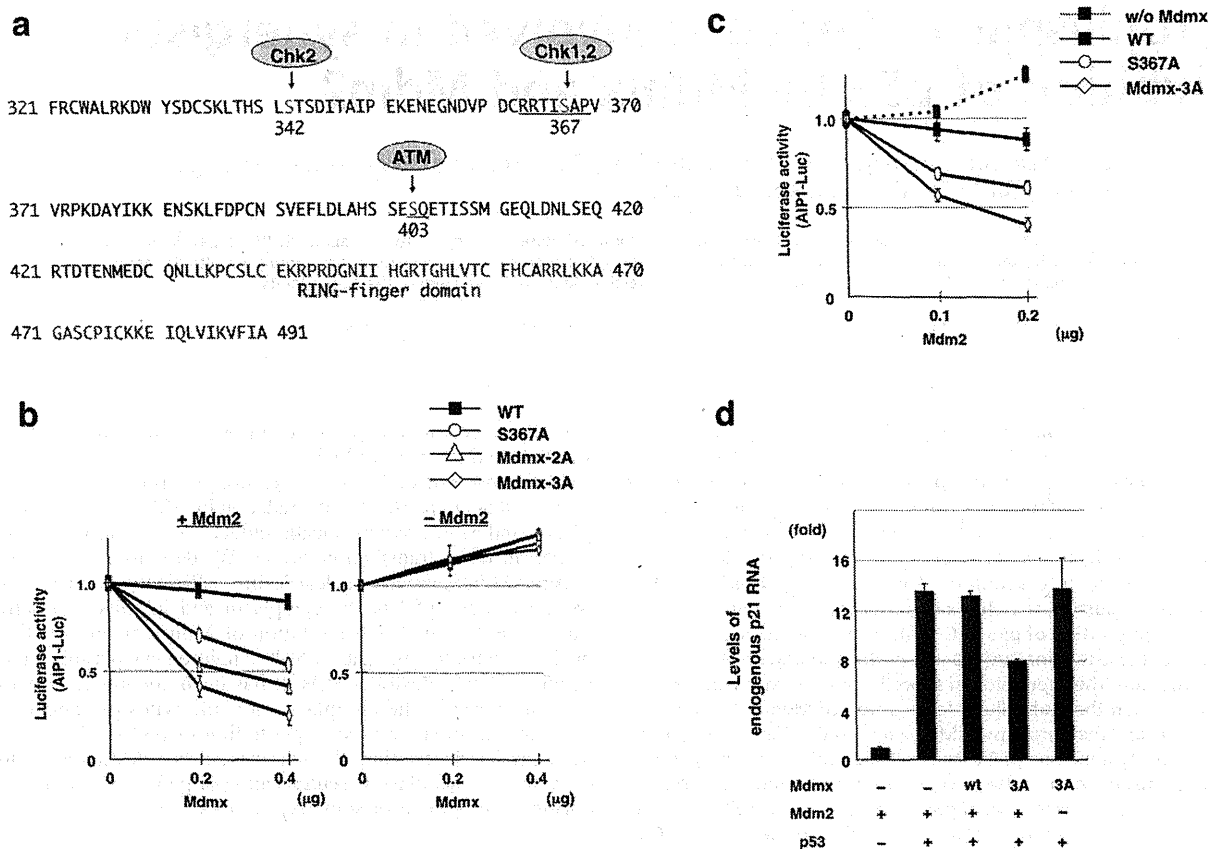 a
Chk2
Chk1,2
321 FRCWALRKDW YSDCSKLTHS LSTSDITAIP EKENEGNDVP DCRRTISAPV 370
342
367
ATM
371 VRPKDAYIKK ENSKLFDPCN SVEFLDLAHS SESQETISSM GEQLDNLSEQ 420
403
421 RTDTENMEDC QNLLKPCSLC EKRPRDGNII HGRTGHLVTC FHCARRLKKA 470
RING-finger domain
471 GASCPICKKE IQLVIKVFIA 491
b
WT
S367A
Mdmx-2A
Mdmx-3A
+ Mdm2
Luciferase activity
(AIP1-Luc)
1.0
0.5
0
0 0.2 0.4 (μg)
Mdmx
– Mdm2
1.0
0.5
0
0 0.2 0.4 (μg)
Mdmx
c
w/o Mdmx
WT
S367A
Mdmx-3A
Luciferase activity
(AIP1-Luc)
1.0
0.5
0
0 0.1 0.2 (μg)
Mdm2
d
(fold)
Levels of
endogenous p21 RNA
16
12
8
4
0
Mdmx – – wt 3A 3A
Mdm2 + + + + –
p53 – + + + +